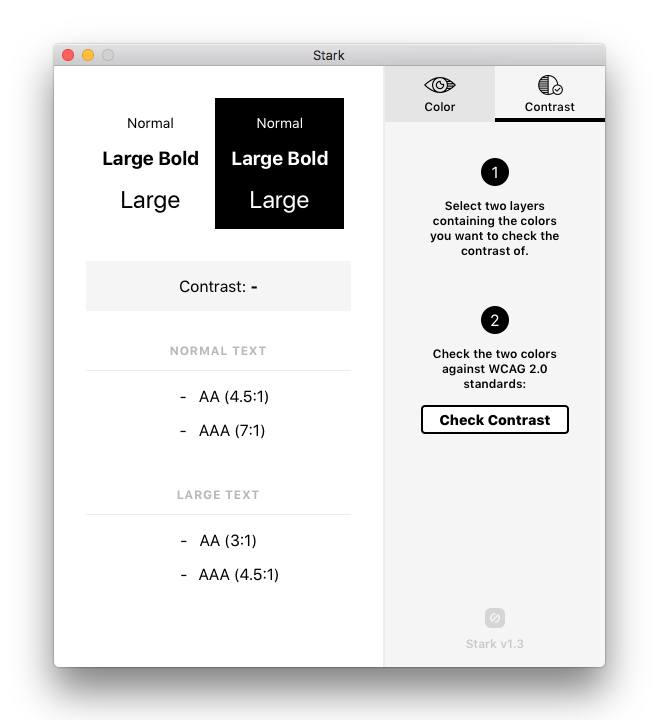 Stark
Normal
Large Bold
Large
Normal
Large Bold
Large
Contrast: -
NORMAL TEXT
- AA (4.5:1)
- AAA (7:1)
LARGE TEXT
- AA (3:1)
- AAA (4.5:1)
Color
Contrast
1
Select two layers
containing the colors
you want to check the
contrast of.
2
Check the two colors
against WCAG 2.0
standards:
Check Contrast
Stark v1.3